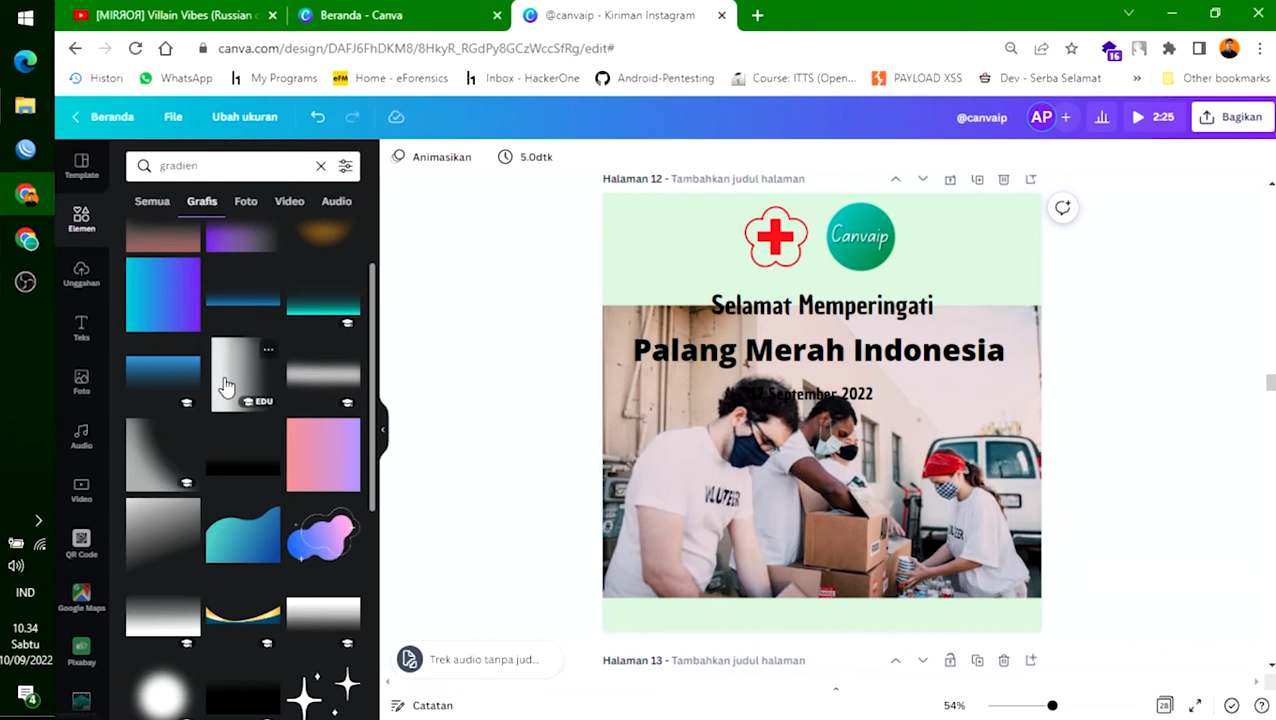 [MIRЯOЯ] Villain Vibes (Russian c
Beranda - Canva
@canvaip - Kiriman Instagram
canva.com/design/DAFJ6FhDKM8/8HkyR_RGdPy8GCzWccSfRg/edit#
16
Histori
WhatsApp
My Programs
Home - eForensics
Inbox - HackerOne
Android-Pentesting
Course: ITTS (Open...
PAYLOAD XSS
Dev - Serba Selamat
Other bookmarks
Beranda
File
Ubah ukuran
@canvaip
AP
2:25
Bagikan
gradien
Animasikan
5.0dtk
Semua
Grafis
Foto
Video
Audio
Template
Elemen
Unggahan
Teks
Foto
Audio
Video
QR Code
Google Maps
Pixabay
EDU
Halaman 12 - Tambahkan judul halaman
Canvaip
Selamat Memperingati
Palang Merah Indonesia
17 September 2022
VOLUTEER
VOLUNTEER
Halaman 13 - Tambahkan judul halaman
Trek audio tanpa jud...
Catatan
54%
28
IND
10.34
Sabtu
10/09/2022
4